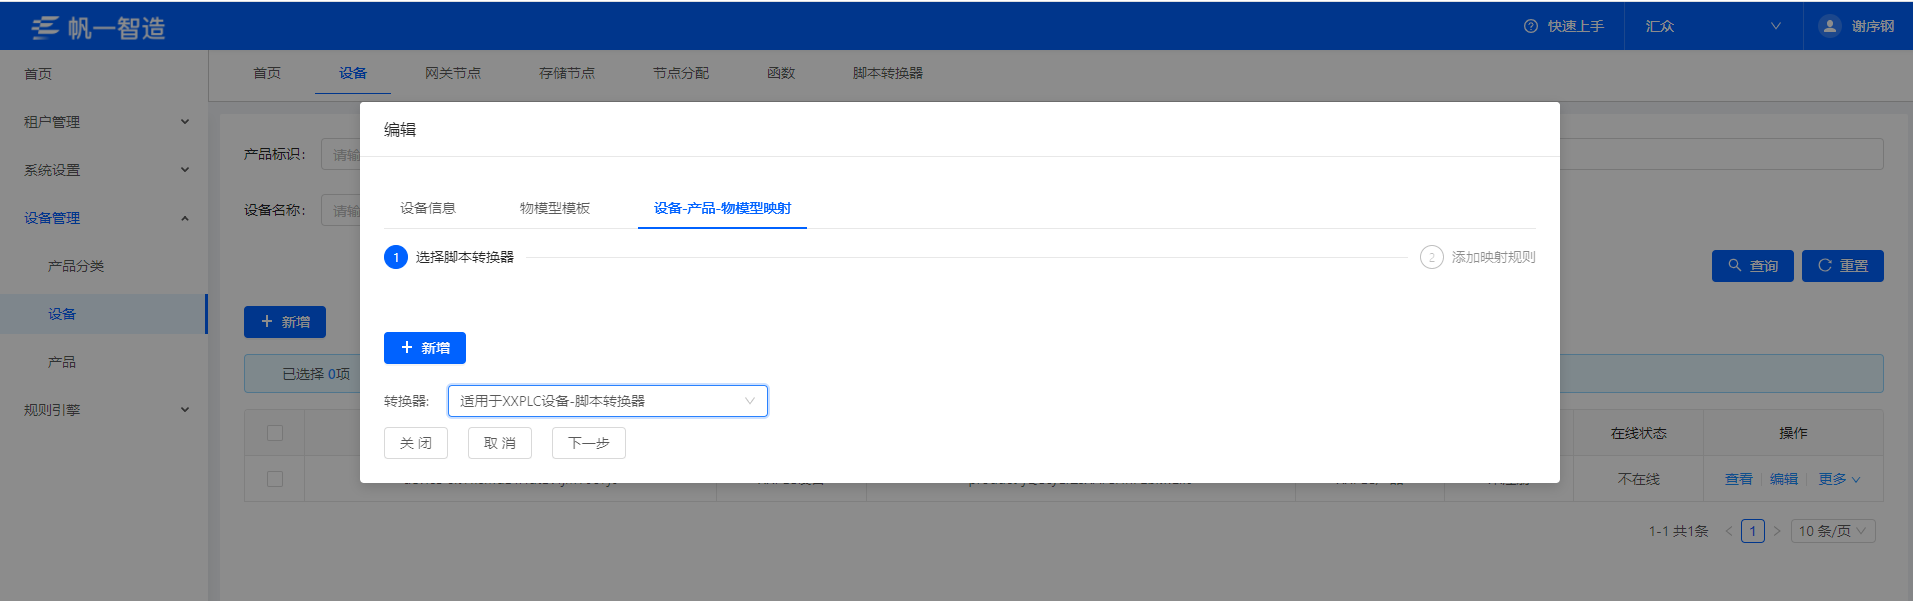 帆一智造
快速上手
汇众
谢序钢
首页
租户管理
系统设置
设备管理
产品分类
设备
产品
规则引擎
首页 设备 网关节点 存储节点 节点分配 函数 脚本转换器
产品标识: 请输
设备名称: 请输
查询 重置
新增
已选择 0项
在线状态 操作
不在线 查看 编辑 更多
1-1 共1条 1 10 条/页
编辑
设备信息 物模型模板 设备-产品-物模型映射
1 选择脚本转换器 2 添加映射规则
新增
转换器: 适用于XXPLC设备-脚本转换器
关闭 取消 下一步